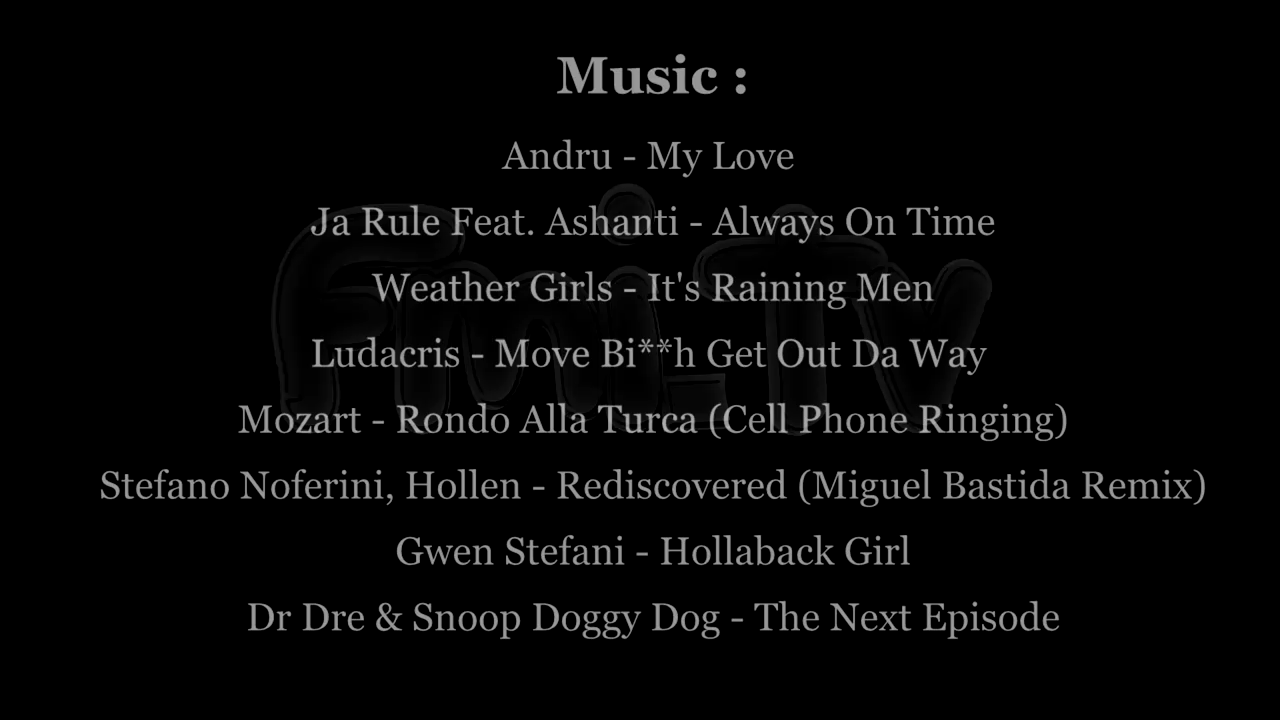 Music :
Andru - My Love
Ja Rule Feat. Ashanti - Always On Time
Weather Girls - It's Raining Men
Ludacris - Move Bi**h Get Out Da Way
Mozart - Rondo Alla Turca (Cell Phone Ringing)
Stefano Noferini, Hollen - Rediscovered (Miguel Bastida Remix)
Gwen Stefani - Hollaback Girl
Dr Dre & Snoop Doggy Dog - The Next Episode